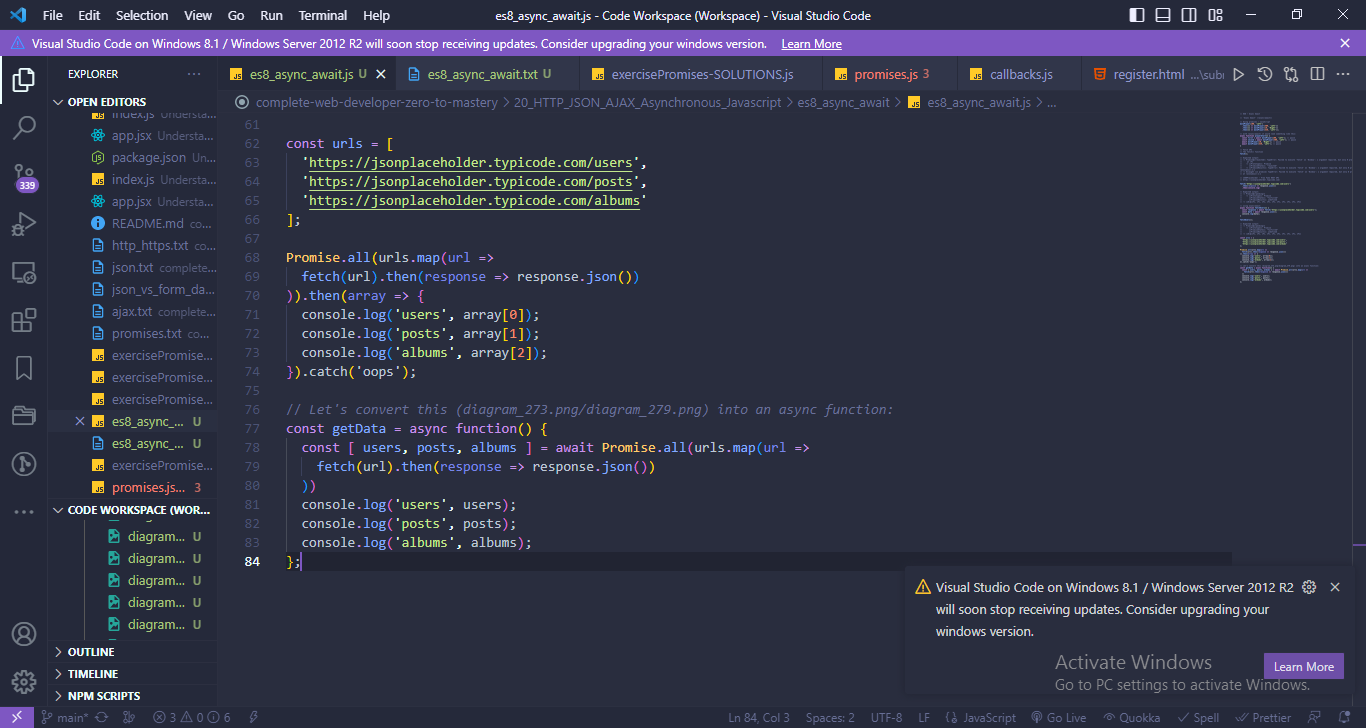 File Edit Selection View Go Run Terminal Help
es8_async_await.js - Code Workspace (Workspace) - Visual Studio Code
Visual Studio Code on Windows 8.1 / Windows Server 2012 R2 will soon stop receiving updates. Consider upgrading your windows version. Learn More
EXPLORER
es8_async_await.js U
es8_async_await.txt U
exercisePromises-SOLUTIONS.js
promises.js 3
callbacks.js
register.html ...\subr
OPEN EDITORS
index.js Understa...
app.jsx Understa...
package.json Un...
index.js Understa...
app.jsx Understa...
README.md co...
http_https.txt co...
json.txt complete...
json_vs_form_da...
ajax.txt complete...
promises.txt co...
exercisePromise...
exercisePromise...
exercisePromise...
es8_async_... U
es8_async_... U
exercisePromise...
promises.js... 3
CODE WORKSPACE (WOR...
diagram... U
diagram... U
diagram... U
diagram... U
diagram... U
OUTLINE
TIMELINE
NPM SCRIPTS
339
complete-web-developer-zero-to-mastery > 20_HTTP_JSON_AJAX_Asynchronous_Javascript > es8_async_await > es8_async_await.js > ...
61
62 const urls = [
63 'https://jsonplaceholder.typicode.com/users',
64 'https://jsonplaceholder.typicode.com/posts',
65 'https://jsonplaceholder.typicode.com/albums'
66 ];
67
68 Promise.all(urls.map(url =>
69 fetch(url).then(response => response.json())
70 )).then(array => {
71 console.log('users', array[0]);
72 console.log('posts', array[1]);
73 console.log('albums', array[2]);
74 }).catch('oops');
75
76 // Let's convert this (diagram_273.png/diagram_279.png) into an async function:
77 const getData = async function() {
78 const [ users, posts, albums ] = await Promise.all(urls.map(url =>
79 fetch(url).then(response => response.json())
80 ))
81 console.log('users', users);
82 console.log('posts', posts);
83 console.log('albums', albums);
84 };
Visual Studio Code on Windows 8.1 / Windows Server 2012 R2
will soon stop receiving updates. Consider upgrading your
windows version.
Learn More
Activate Windows
Go to PC settings to activate Windows.
main* 3 0 6
Ln 84, Col 3 Spaces: 2 UTF-8 LF JavaScript Go Live Quokka Spell Prettier